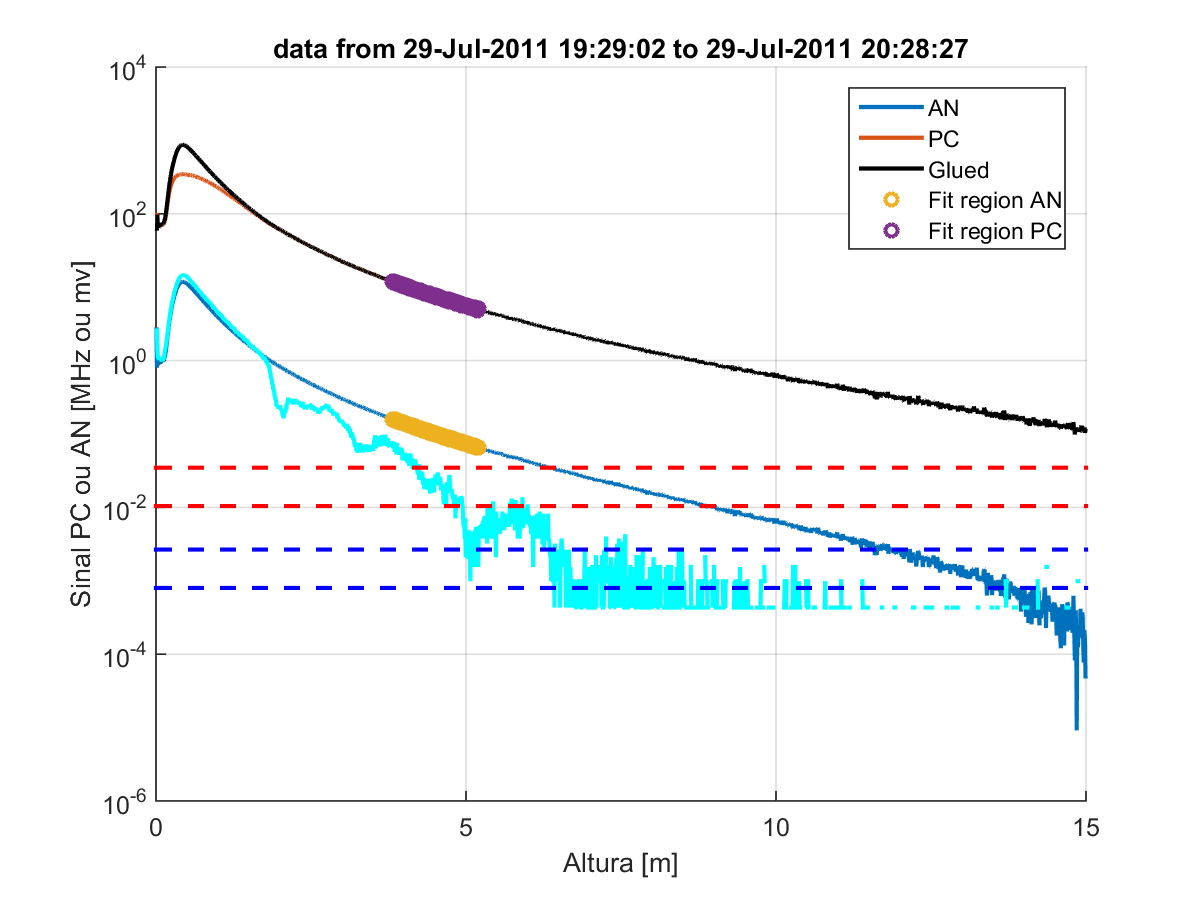 data from 29-Jul-2011 19:29:02 to 29-Jul-2011 20:28:27
AN
PC
Glued
Fit region AN
Fit region PC
Sinal PC ou AN [MHz ou mv]
10^4
10^2
10^0
10^-2
10^-4
10^-6
0 5 10 15
Altura [m]